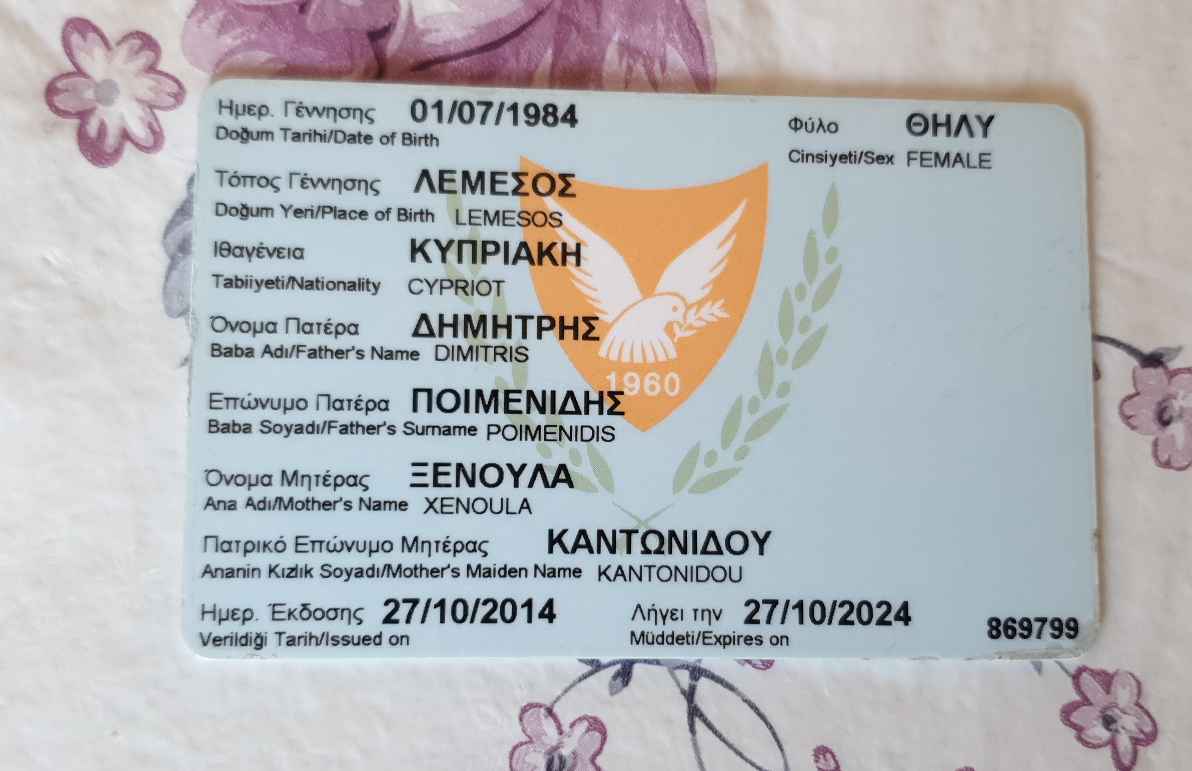 Ημερ. Γέννησης 01/07/1984
Doğum Tarihi/Date of Birth
Φύλο ΘΗΛΥ
Cinsiyeti/Sex FEMALE
Τόπος Γέννησης ΛΕΜΕΣΟΣ
Doğum Yeri/Place of Birth LEMESOS
Ιθαγένεια ΚΥΠΡΙΑΚΗ
Tabiiyeti/Nationality CYPRIOT
Όνομα Πατέρα ΔΗΜΗΤΡΗΣ
Baba Adı/Father's Name DIMITRIS
1960
Επώνυμο Πατέρα ΠΟΙΜΕΝΙΔΗΣ
Baba Soyadı/Father's Surname POIMENIDIS
Όνομα Μητέρας ΞΕΝΟΥΛΑ
Ana Adı/Mother's Name XENOULA
Πατρικό Επώνυμο Μητέρας ΚΑΝΤΩΝΙΔΟΥ
Ananin Kızlik Soyadı/Mother's Maiden Name KANTONIDOU
Ημερ. Έκδοσης 27/10/2014 Λήγει την 27/10/2024
Verildiği Tarih/Issued on Müddeti/Expires on
869799